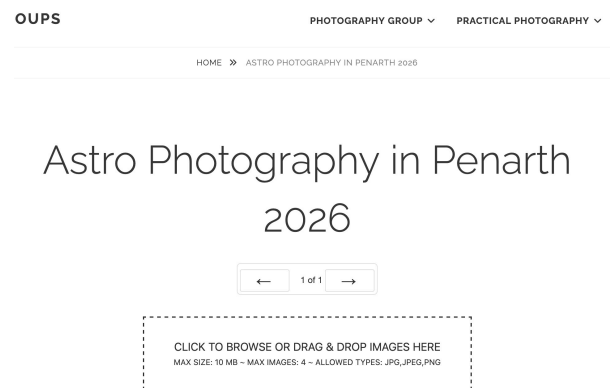 OUPS
PHOTOGRAPHY GROUP
PRACTICAL PHOTOGRAPHY
HOME » ASTRO PHOTOGRAPHY IN PENARTH 2026
Astro Photography in Penarth
2026
← 1 of 1 →
CLICK TO BROWSE OR DRAG & DROP IMAGES HERE
MAX SIZE: 10 MB ~ MAX IMAGES: 4 ~ ALLOWED TYPES: JPG,JPEG,PNG